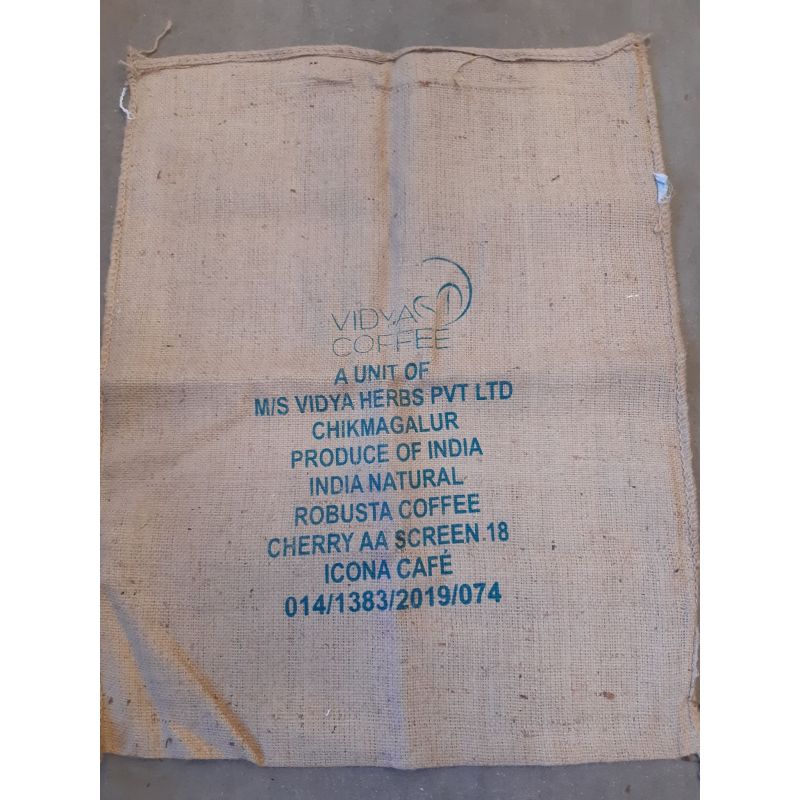 VIDYA
COFFEE
A UNIT OF
M/S VIDYA HERBS PVT LTD
CHIKMAGALUR
PRODUCE OF INDIA
INDIA NATURAL
ROBUSTA COFFEE
CHERRY AA SCREEN 18
ICONA CAFÉ
014/1383/2019/074